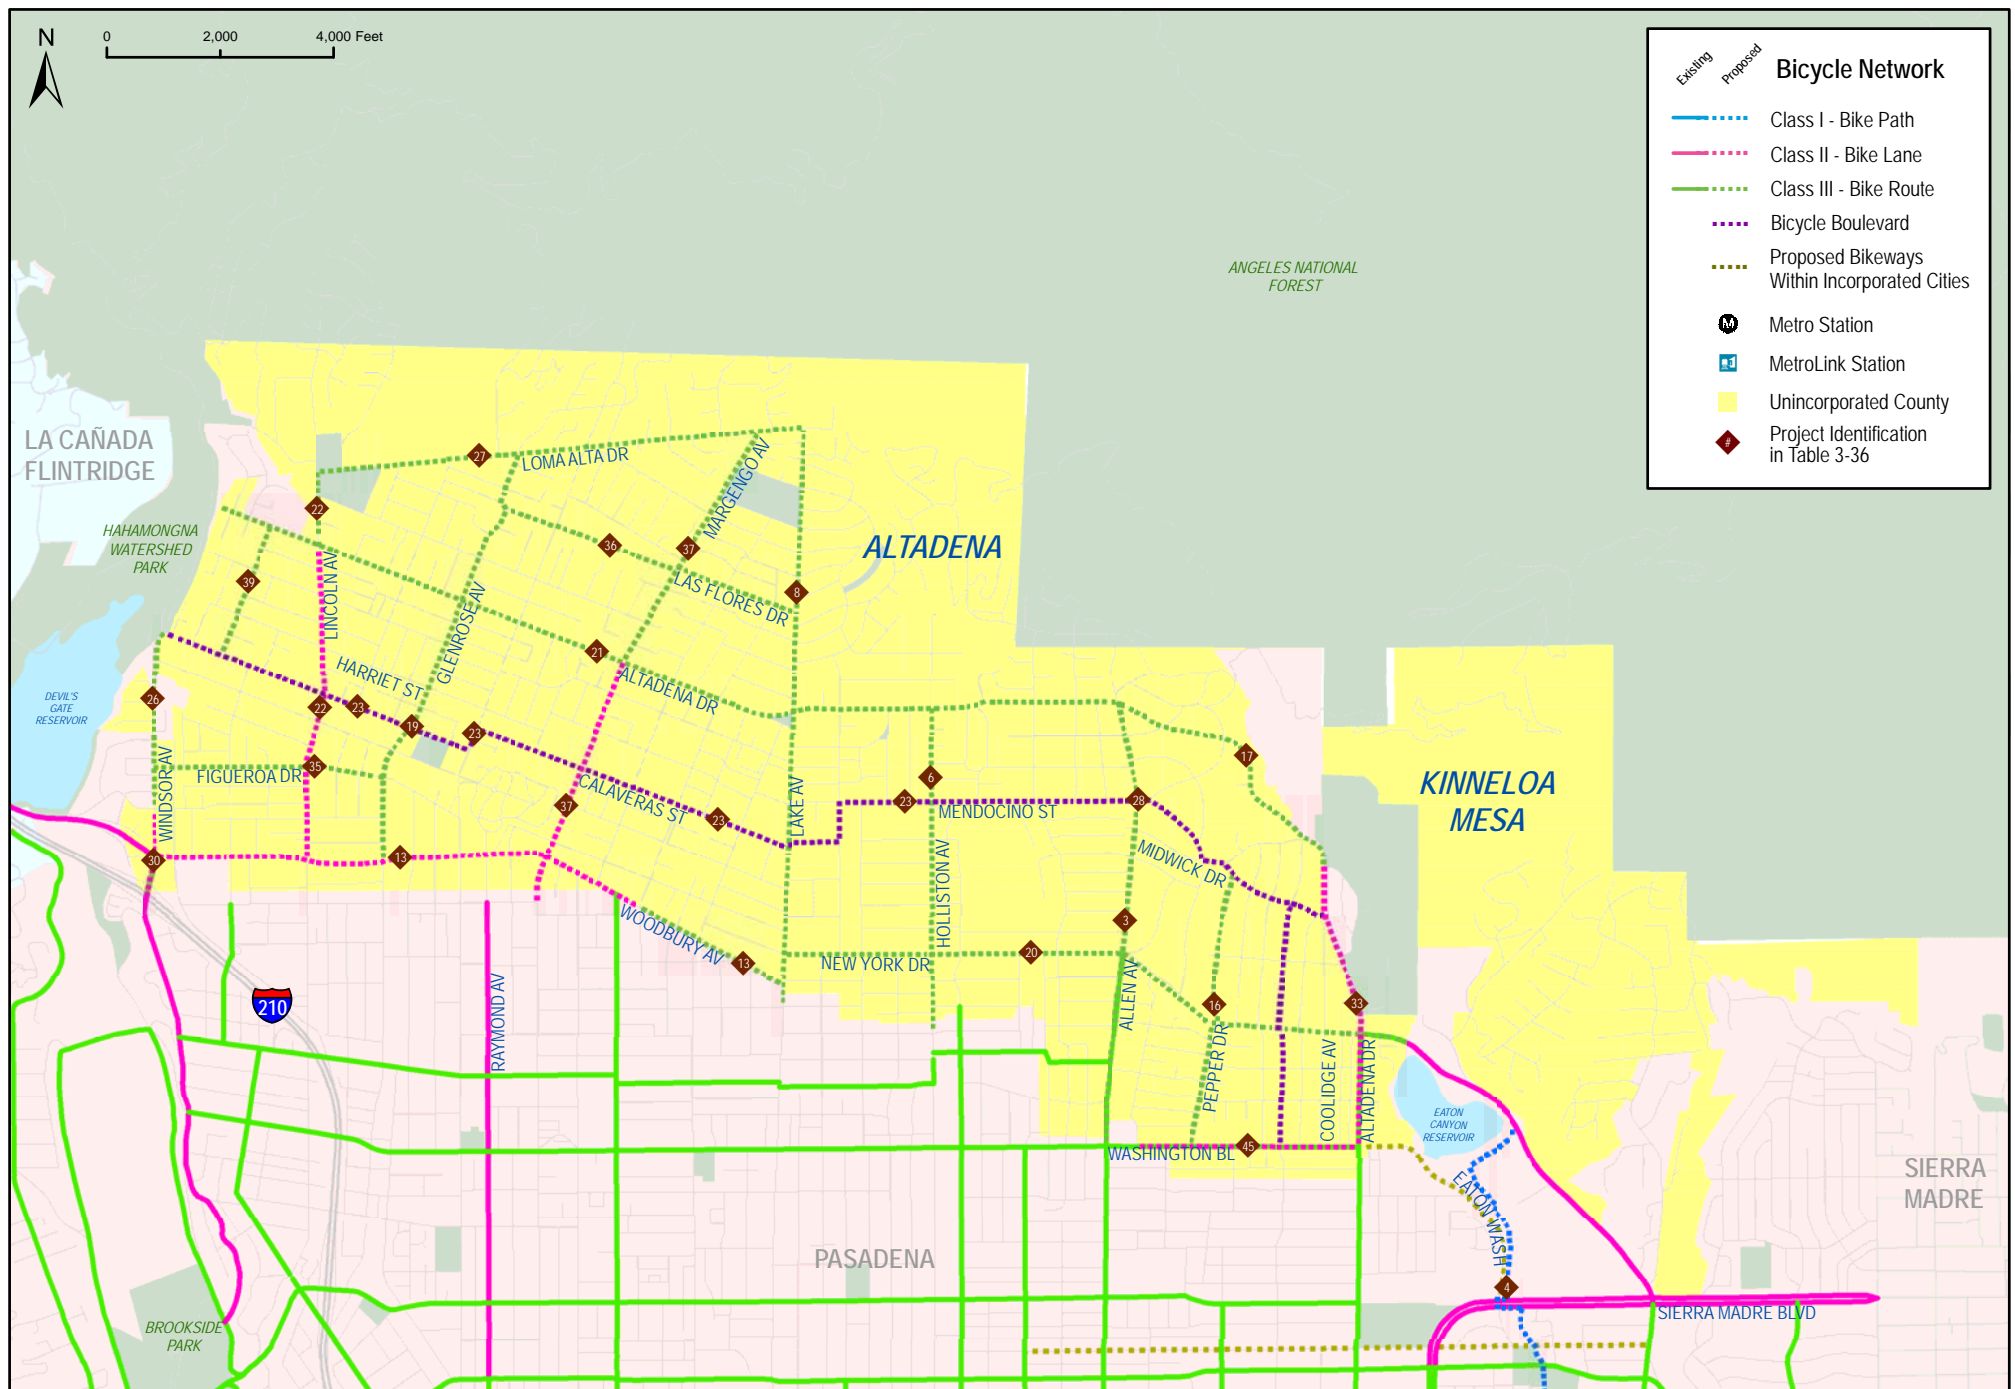 N
0 2,000 4,000 Feet
Existing
Proposed
Bicycle Network
Class I - Bike Path
Class II - Bike Lane
Class III - Bike Route
Bicycle Boulevard
Proposed Bikeways
Within Incorporated Cities
M
Metro Station
MetroLink Station
Unincorporated County
#
Project Identification
in Table 3-36
ANGELES NATIONAL
FOREST
LA CAÑADA
FLINTRIDGE
HAHAMONGNA
WATERSHED
PARK
DEVIL'S
GATE
RESERVOIR
ALTADENA
KINNELOA
MESA
27
LOMA ALTA DR
MARGENGO AV
22
36
37
39
LINCOLN AV
GLENROSE AV
LAS FLORES DR
8
21
ALTADENA DR
HARRIET ST
26
22
23
19
23
17
WINDSOR AV
FIGUEROA DR
35
37
CALAVERAS ST
23
LAKE AV
6
23
MENDOCINO ST
28
MIDWICK DR
30
13
HOLLISTON AV
WOODBURY AV
13
NEW YORK DR
20
3
ALLEN AV
16
33
210
RAYMOND AV
PEPPER DR
COOLIDGE AV
ALTADENA DR
EATON
CANYON
RESERVOIR
WASHINGTON BL
45
EATON WASH
SIERRA
MADRE
PASADENA
4
SIERRA MADRE BLVD
BROOKSIDE
PARK